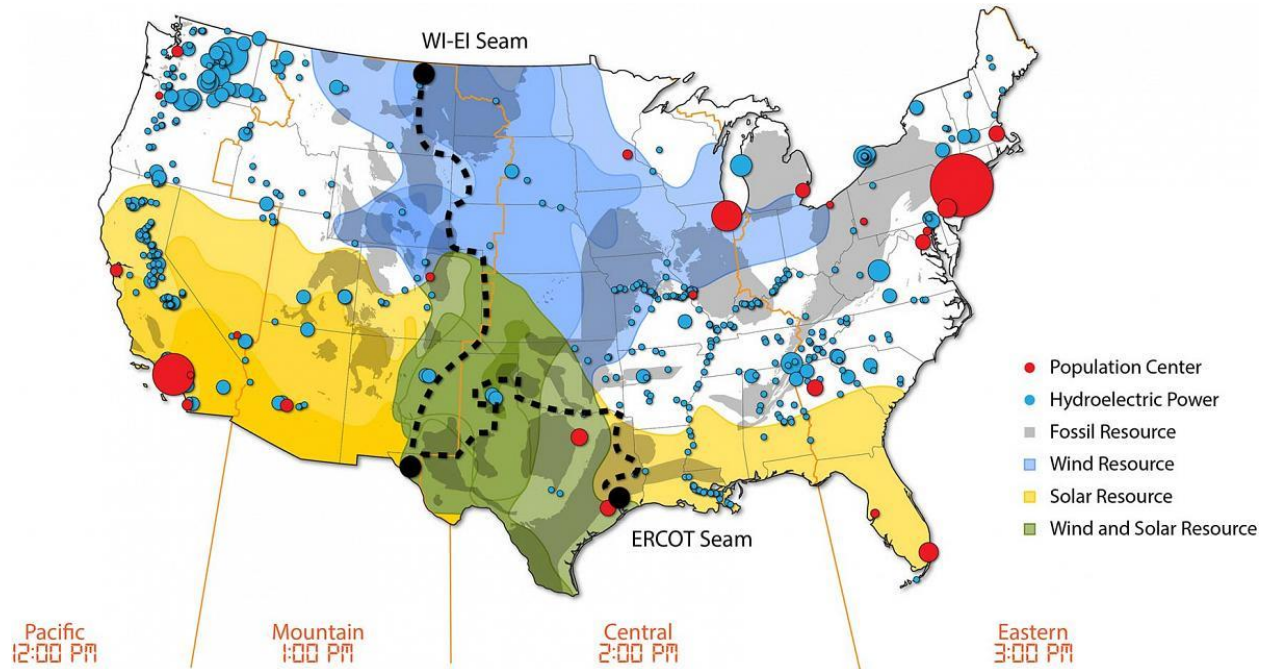 WI-EI Seam
Population Center
Hydroelectric Power
Fossil Resource
Wind Resource
Solar Resource
Wind and Solar Resource
ERCOT Seam
Pacific
12:00 PM
Mountain
1:00 PM
Central
2:00 PM
Eastern
3:00 PM